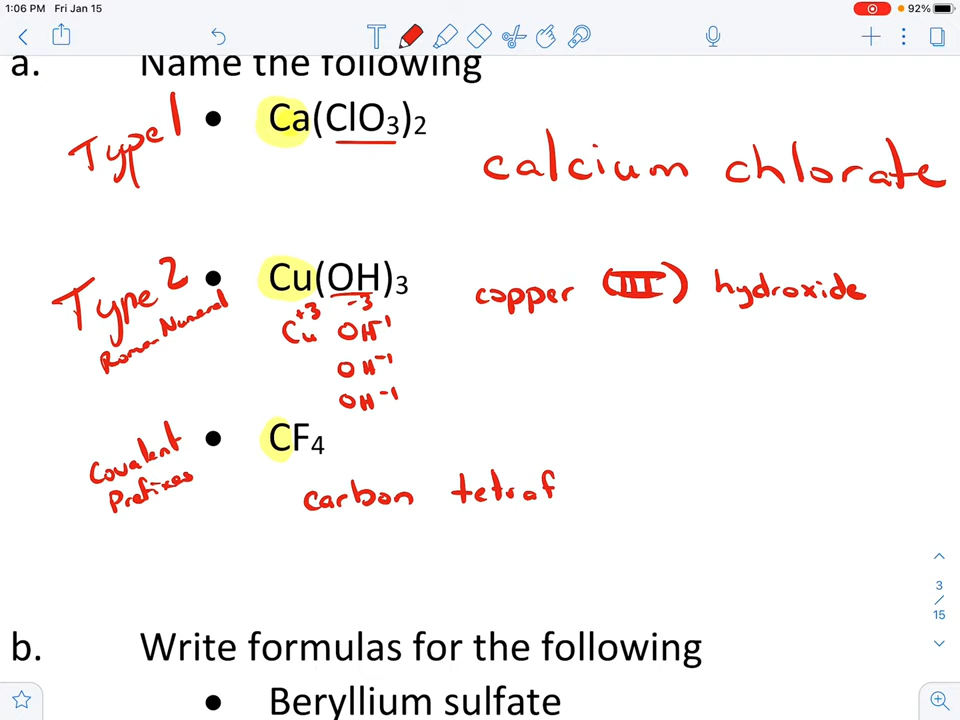 1:06 PM Fri Jan 15 92%
a. Name the following
Type 1 • Ca(ClO₃)₂ calcium chlorate
Type 2 • Cu(OH)₃ copper (III) hydroxide
Roman Numeral
+3 -3
Cu OH⁻¹
OH⁻¹
OH⁻¹
Covalent • CF₄
Prefixes
carbon tetraf
3
/
15
b. Write formulas for the following
• Beryllium sulfate